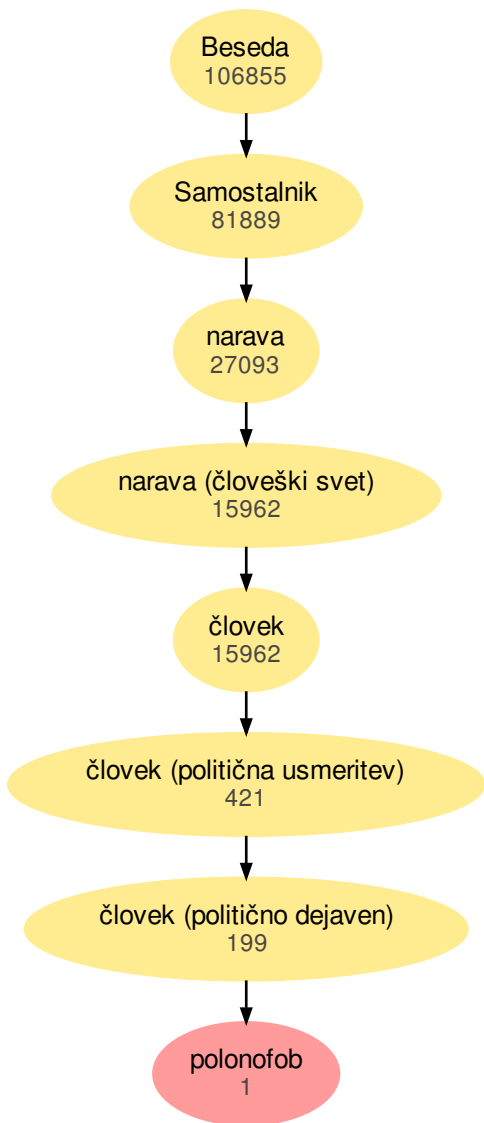 Beseda
106855
Samostalnik
81889
narava
27093
narava (človeški svet)
15962
človek
15962
človek (politična usmeritev)
421
človek (politično dejaven)
199
polonofob
1